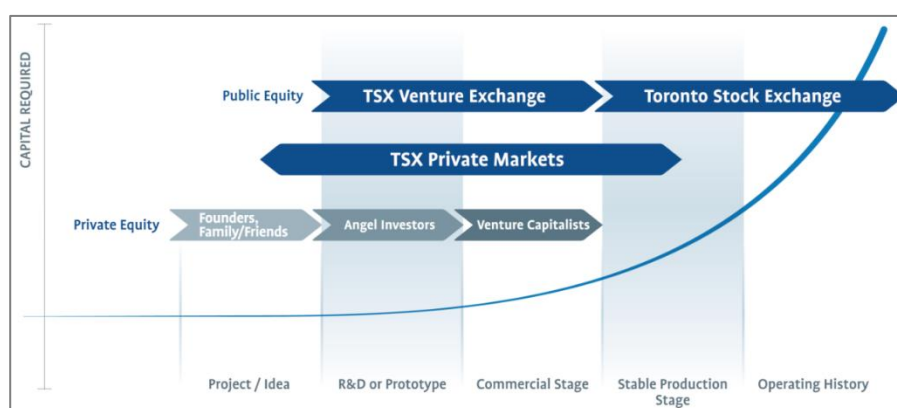 CAPITAL REQUIRED
Public Equity
TSX Venture Exchange
Toronto Stock Exchange
TSX Private Markets
Private Equity
Founders,
Family/Friends
Angel Investors
Venture Capitalists
Project / Idea
R&D or Prototype
Commercial Stage
Stable Production
Stage
Operating History